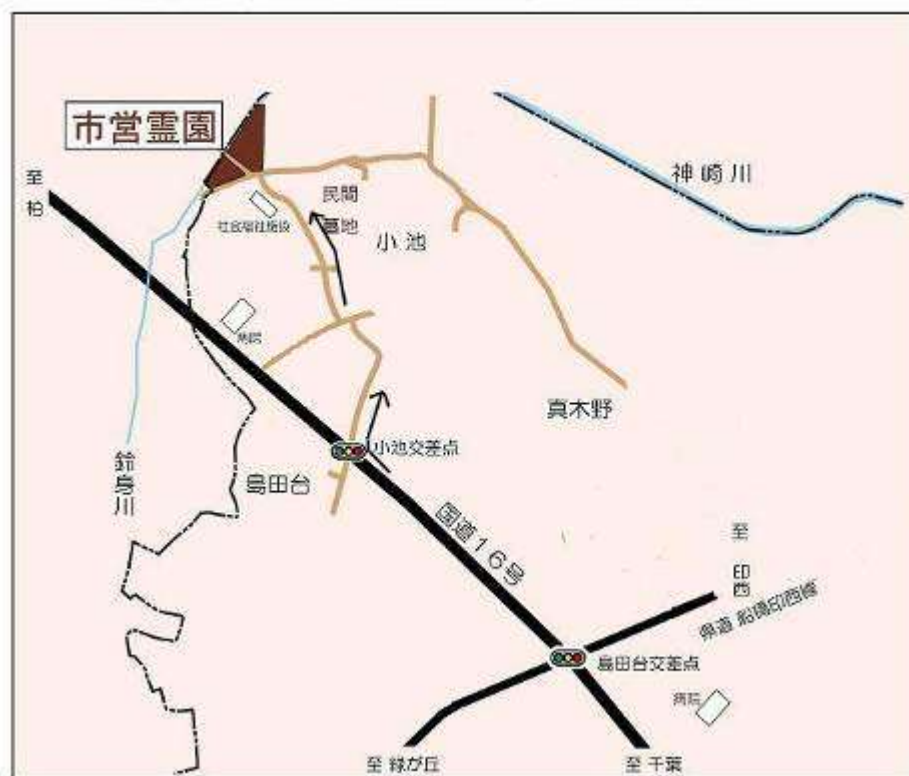 市営霊園
至 柏
神崎川
民間
墓地
社会福祉施設
小池
病院
真木野
小池交差点
鈴身川
島田台
国道16号
至 印西
県道 船橋印西線
島田台交差点
病院
至 緑が丘
至 千葉